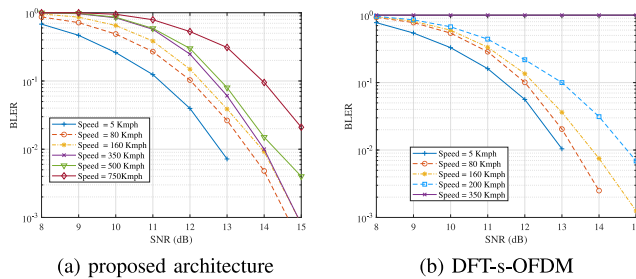 10⁰
10⁻¹
10⁻²
10⁻³
BLER
Speed = 5 Kmph
Speed = 80 Kmph
Speed = 160 Kmph
Speed = 350 Kmph
Speed = 500 Kmph
Speed = 750Kmph
8 9 10 11 12 13 14 15
SNR (dB)
(a) proposed architecture
10⁰
10⁻¹
10⁻²
10⁻³
BLER
Speed = 5 Kmph
Speed = 80 Kmph
Speed = 160 Kmph
Speed = 200 Kmph
Speed = 350 Kmph
8 9 10 11 12 13 14
SNR (dB)
(b) DFT-s-OFDM